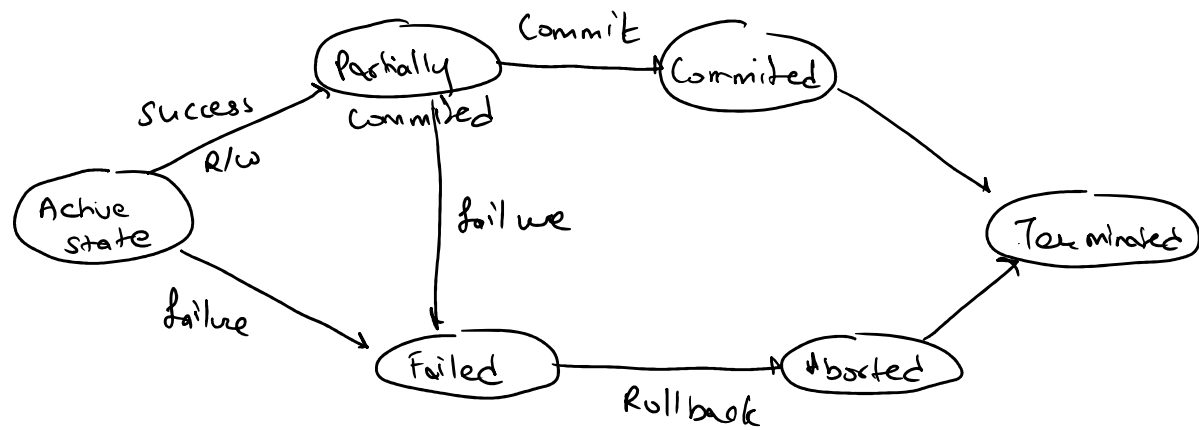 Commit
Partially
Commited
Commited
Success
R/W
Active
state
failure
Terminated
failure
Failed
Aborted
Rollback